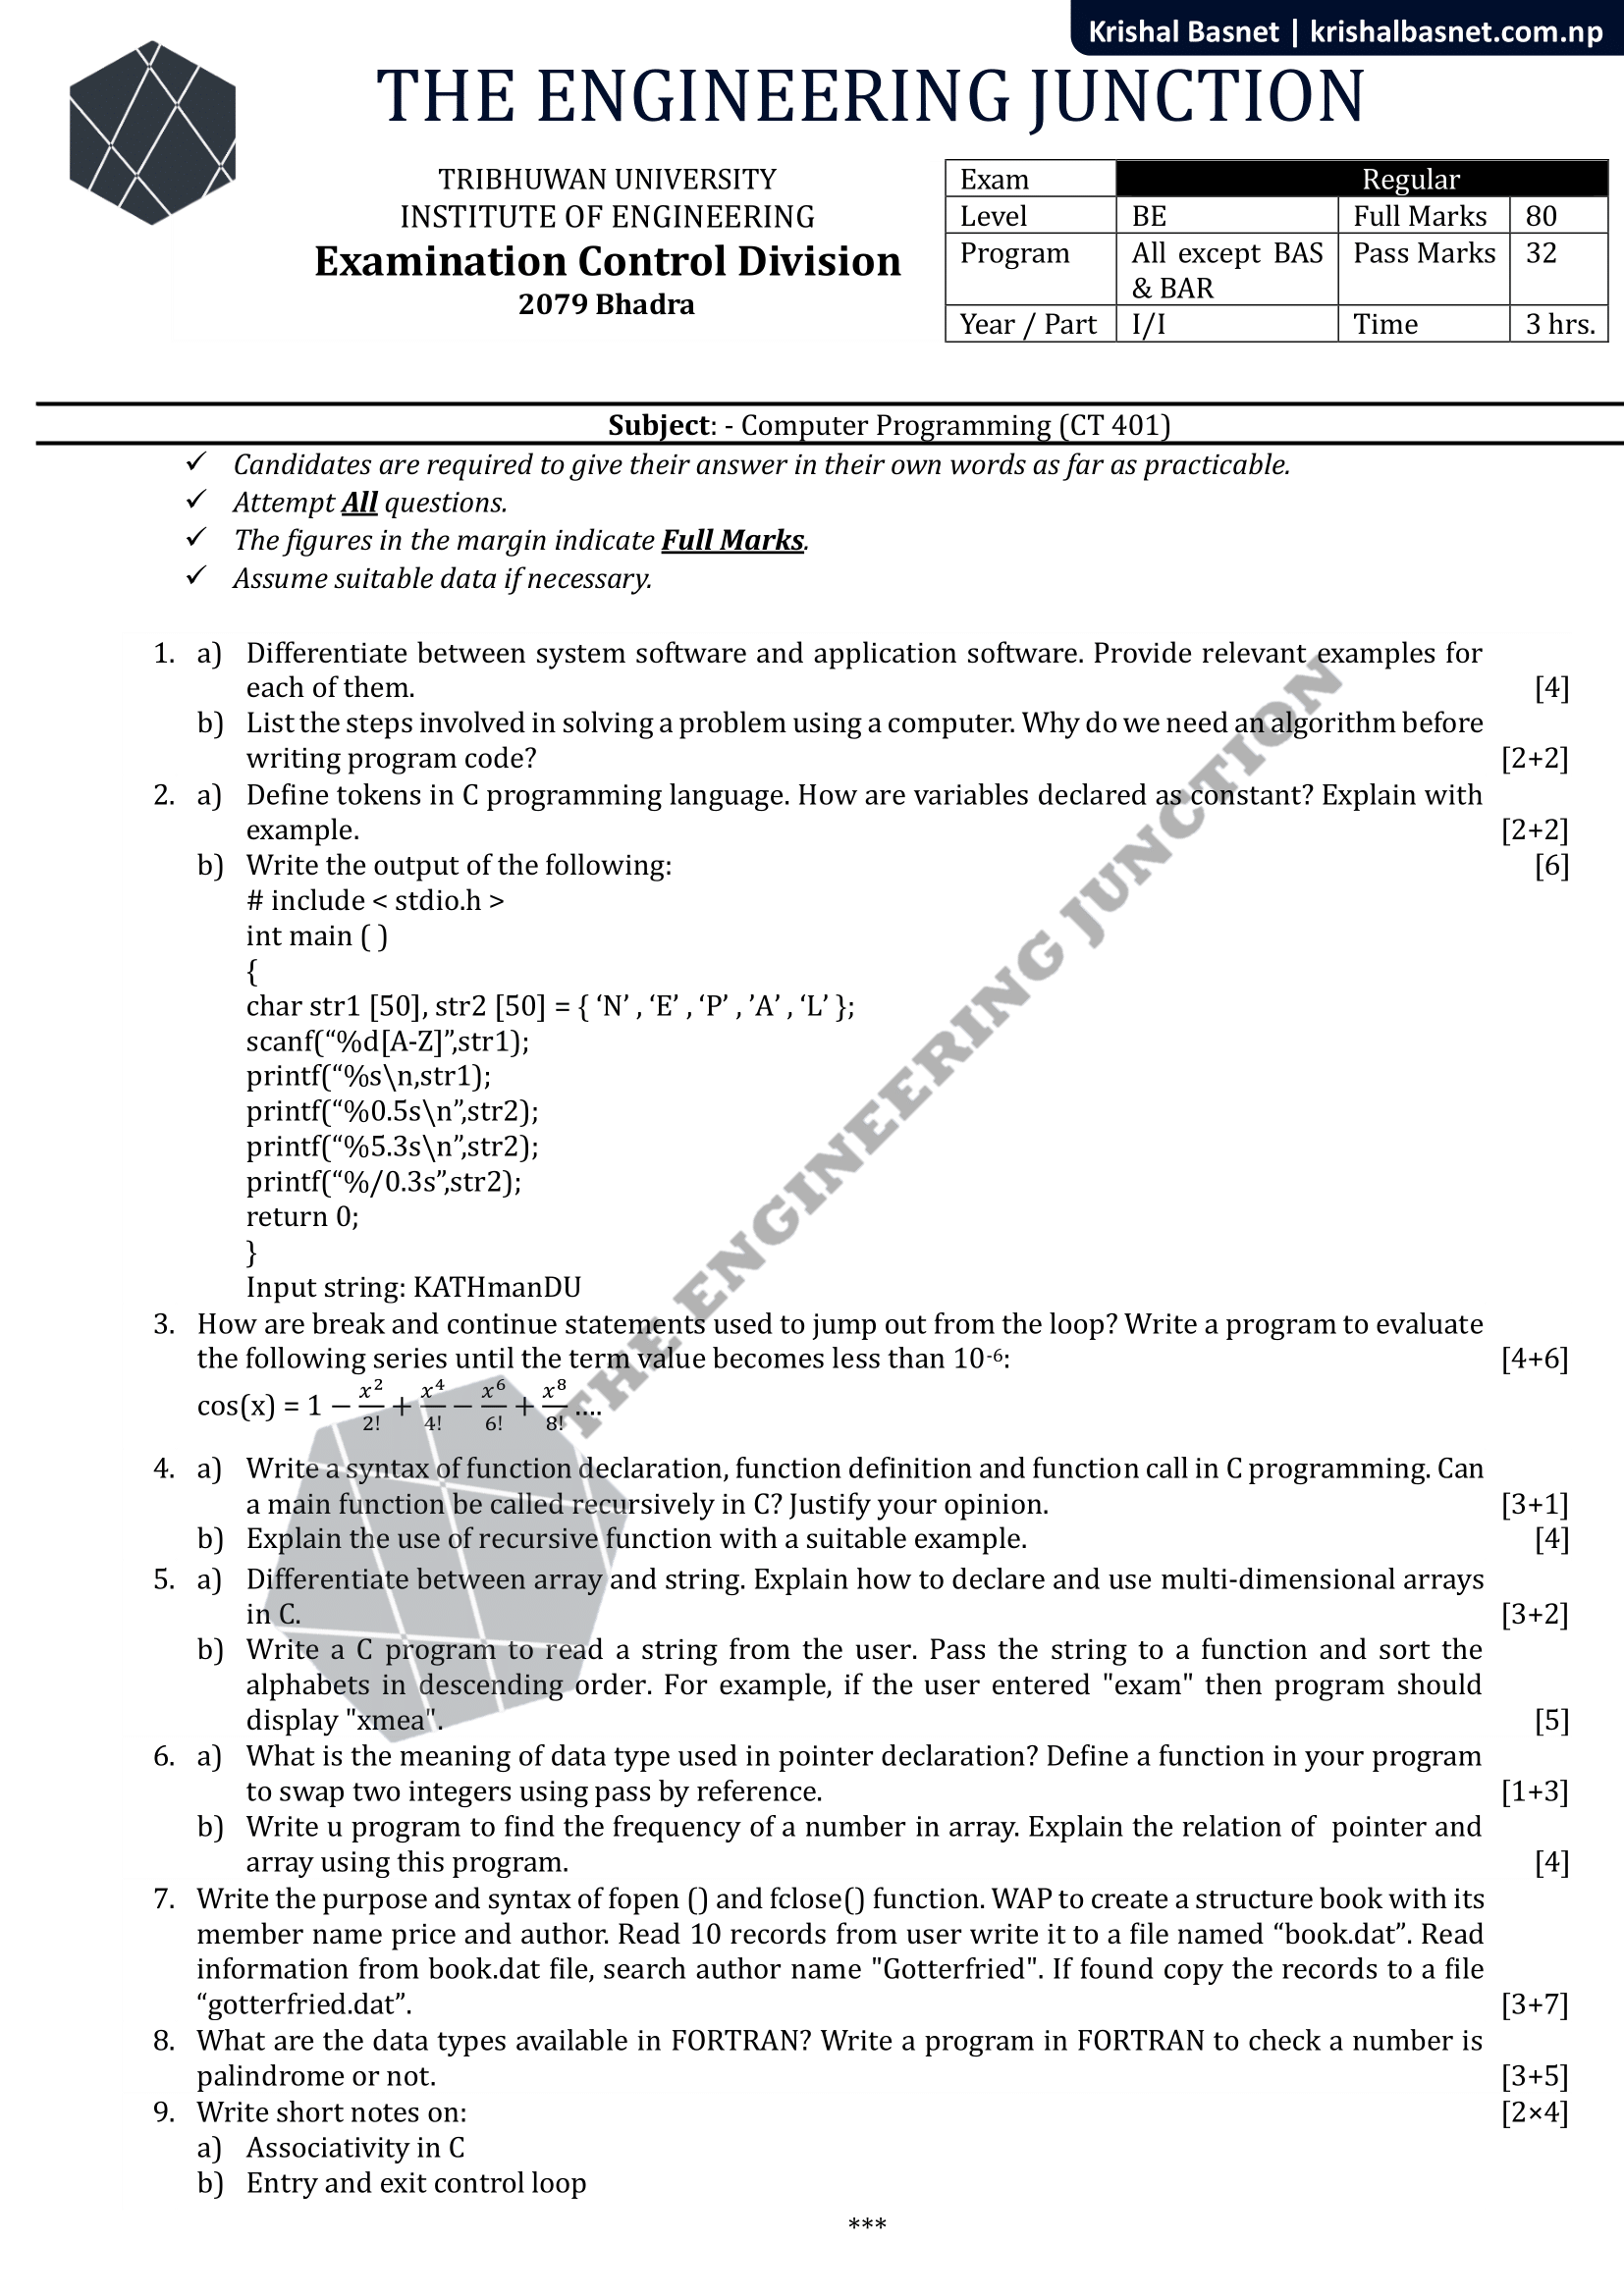 Krishal Basnet | krishalbasnet.com.np
THE ENGINEERING JUNCTION
TRIBHUWAN UNIVERSITY
INSTITUTE OF ENGINEERING
Examination Control Division
2079 Bhadra
Exam Regular
Level BE Full Marks 80
Program All except BAS & BAR Pass Marks 32
Year / Part I/I Time 3 hrs.
Subject: - Computer Programming (CT 401)
✓ Candidates are required to give their answer in their own words as far as practicable.
✓ Attempt All questions.
✓ The figures in the margin indicate Full Marks.
✓ Assume suitable data if necessary.
1. a) Differentiate between system software and application software. Provide relevant examples for
each of them. [4]
b) List the steps involved in solving a problem using a computer. Why do we need an algorithm before
writing program code? [2+2]
2. a) Define tokens in C programming language. How are variables declared as constant? Explain with
example. [2+2]
b) Write the output of the following: [6]
# include < stdio.h >
int main ( )
{
char str1 [50], str2 [50] = { ‘N’ , ‘E’ , ‘P’ , ’A’ , ‘L’ };
scanf(“%d[A-Z]”,str1);
printf(“%s\n,str1);
printf(“%0.5s\n”,str2);
printf(“%5.3s\n”,str2);
printf(“%/0.3s”,str2);
return 0;
}
Input string: KATHmanDU
3. How are break and continue statements used to jump out from the loop? Write a program to evaluate
the following series until the term value becomes less than 10⁻⁶: [4+6]
cos(x) = 1 − x²/2! + x⁴/4! − x⁶/6! + x⁸/8! ....
4. a) Write a syntax of function declaration, function definition and function call in C programming. Can
a main function be called recursively in C? Justify your opinion. [3+1]
b) Explain the use of recursive function with a suitable example. [4]
5. a) Differentiate between array and string. Explain how to declare and use multi-dimensional arrays
in C. [3+2]
b) Write a C program to read a string from the user. Pass the string to a function and sort the
alphabets in descending order. For example, if the user entered "exam" then program should
display "xmea". [5]
6. a) What is the meaning of data type used in pointer declaration? Define a function in your program
to swap two integers using pass by reference. [1+3]
b) Write u program to find the frequency of a number in array. Explain the relation of pointer and
array using this program. [4]
7. Write the purpose and syntax of fopen () and fclose() function. WAP to create a structure book with its
member name price and author. Read 10 records from user write it to a file named “book.dat”. Read
information from book.dat file, search author name "Gotterfried". If found copy the records to a file
“gotterfried.dat”. [3+7]
8. What are the data types available in FORTRAN? Write a program in FORTRAN to check a number is
palindrome or not. [3+5]
9. Write short notes on: [2×4]
a) Associativity in C
b) Entry and exit control loop
***
THE ENGINEERING JUNCTION